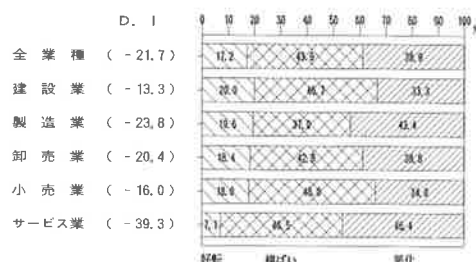 D. I
0 10 20 30 40 50 60 70 80 90 100
全業種 (-21.7) 17.2 43.9 38.9
建設業 (-13.3) 20.0 46.7 33.3
製造業 (-23.8) 19.6 37.0 43.4
卸売業 (-20.4) 18.4 42.8 38.8
小売業 (-16.0) 18.0 48.0 34.0
サービス業 (-39.3) 7.1 46.5 46.4
好転 横ばい 悪化